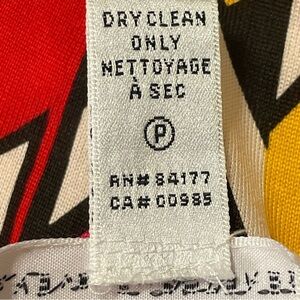 DRY CLEAN
ONLY
NETTOYAGE
À SEC
P
RN# 84177
CA# 00985